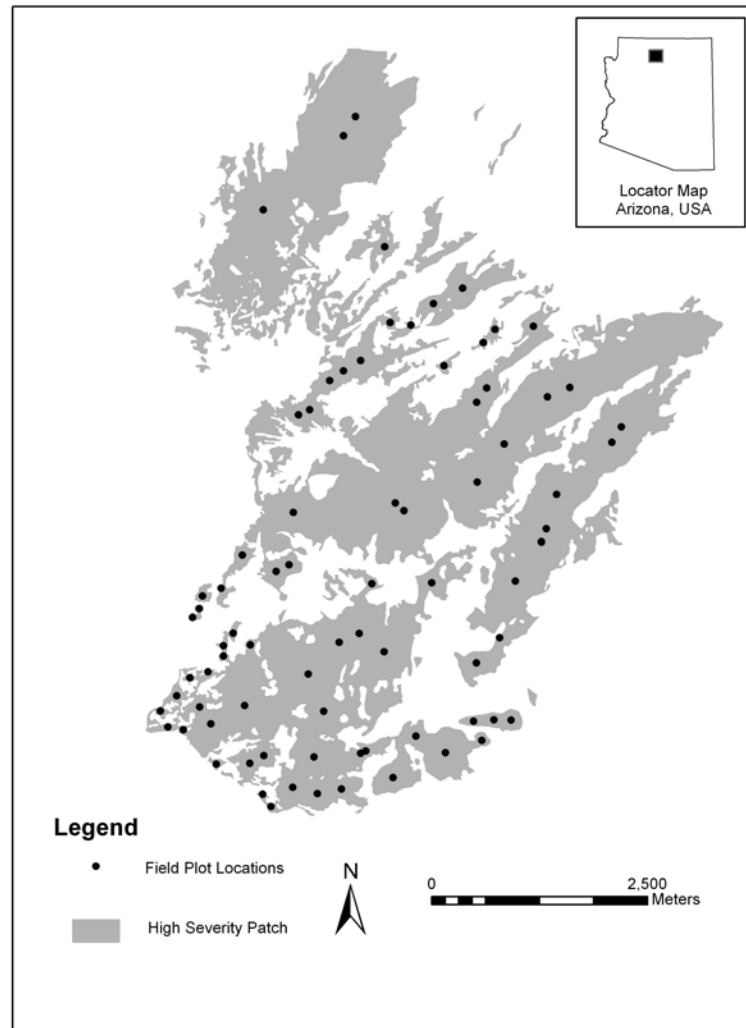 Locator Map
Arizona, USA
Legend
Field Plot Locations
High Severity Patch
N
0
2,500
Meters